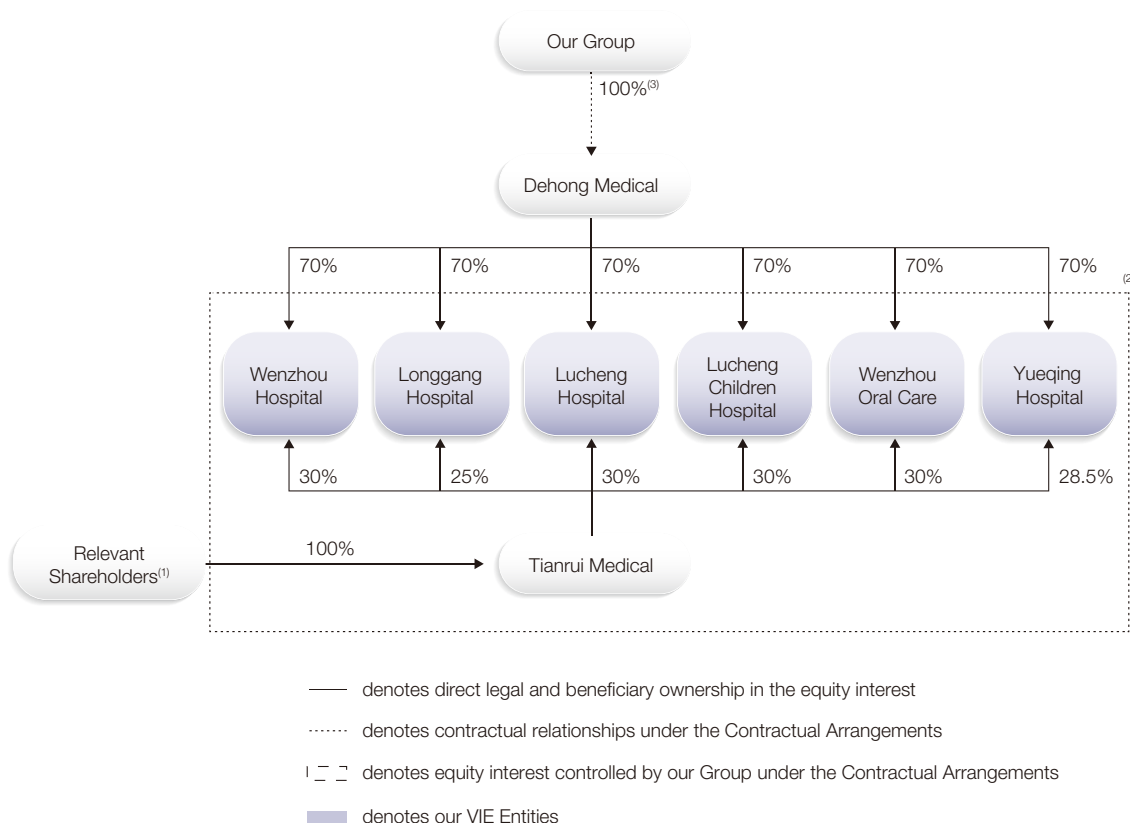 Our Group
100%(3)
Dehong Medical
70% 70% 70% 70% 70% 70%
(2
Wenzhou
Hospital
Longgang
Hospital
Lucheng
Hospital
Lucheng
Children
Hospital
Wenzhou
Oral Care
Yueqing
Hospital
30% 25% 30% 30% 30% 28.5%
Relevant
Shareholders(1)
100%
Tianrui Medical
denotes direct legal and beneficiary ownership in the equity interest
denotes contractual relationships under the Contractual Arrangements
denotes equity interest controlled by our Group under the Contractual Arrangements
denotes our VIE Entities